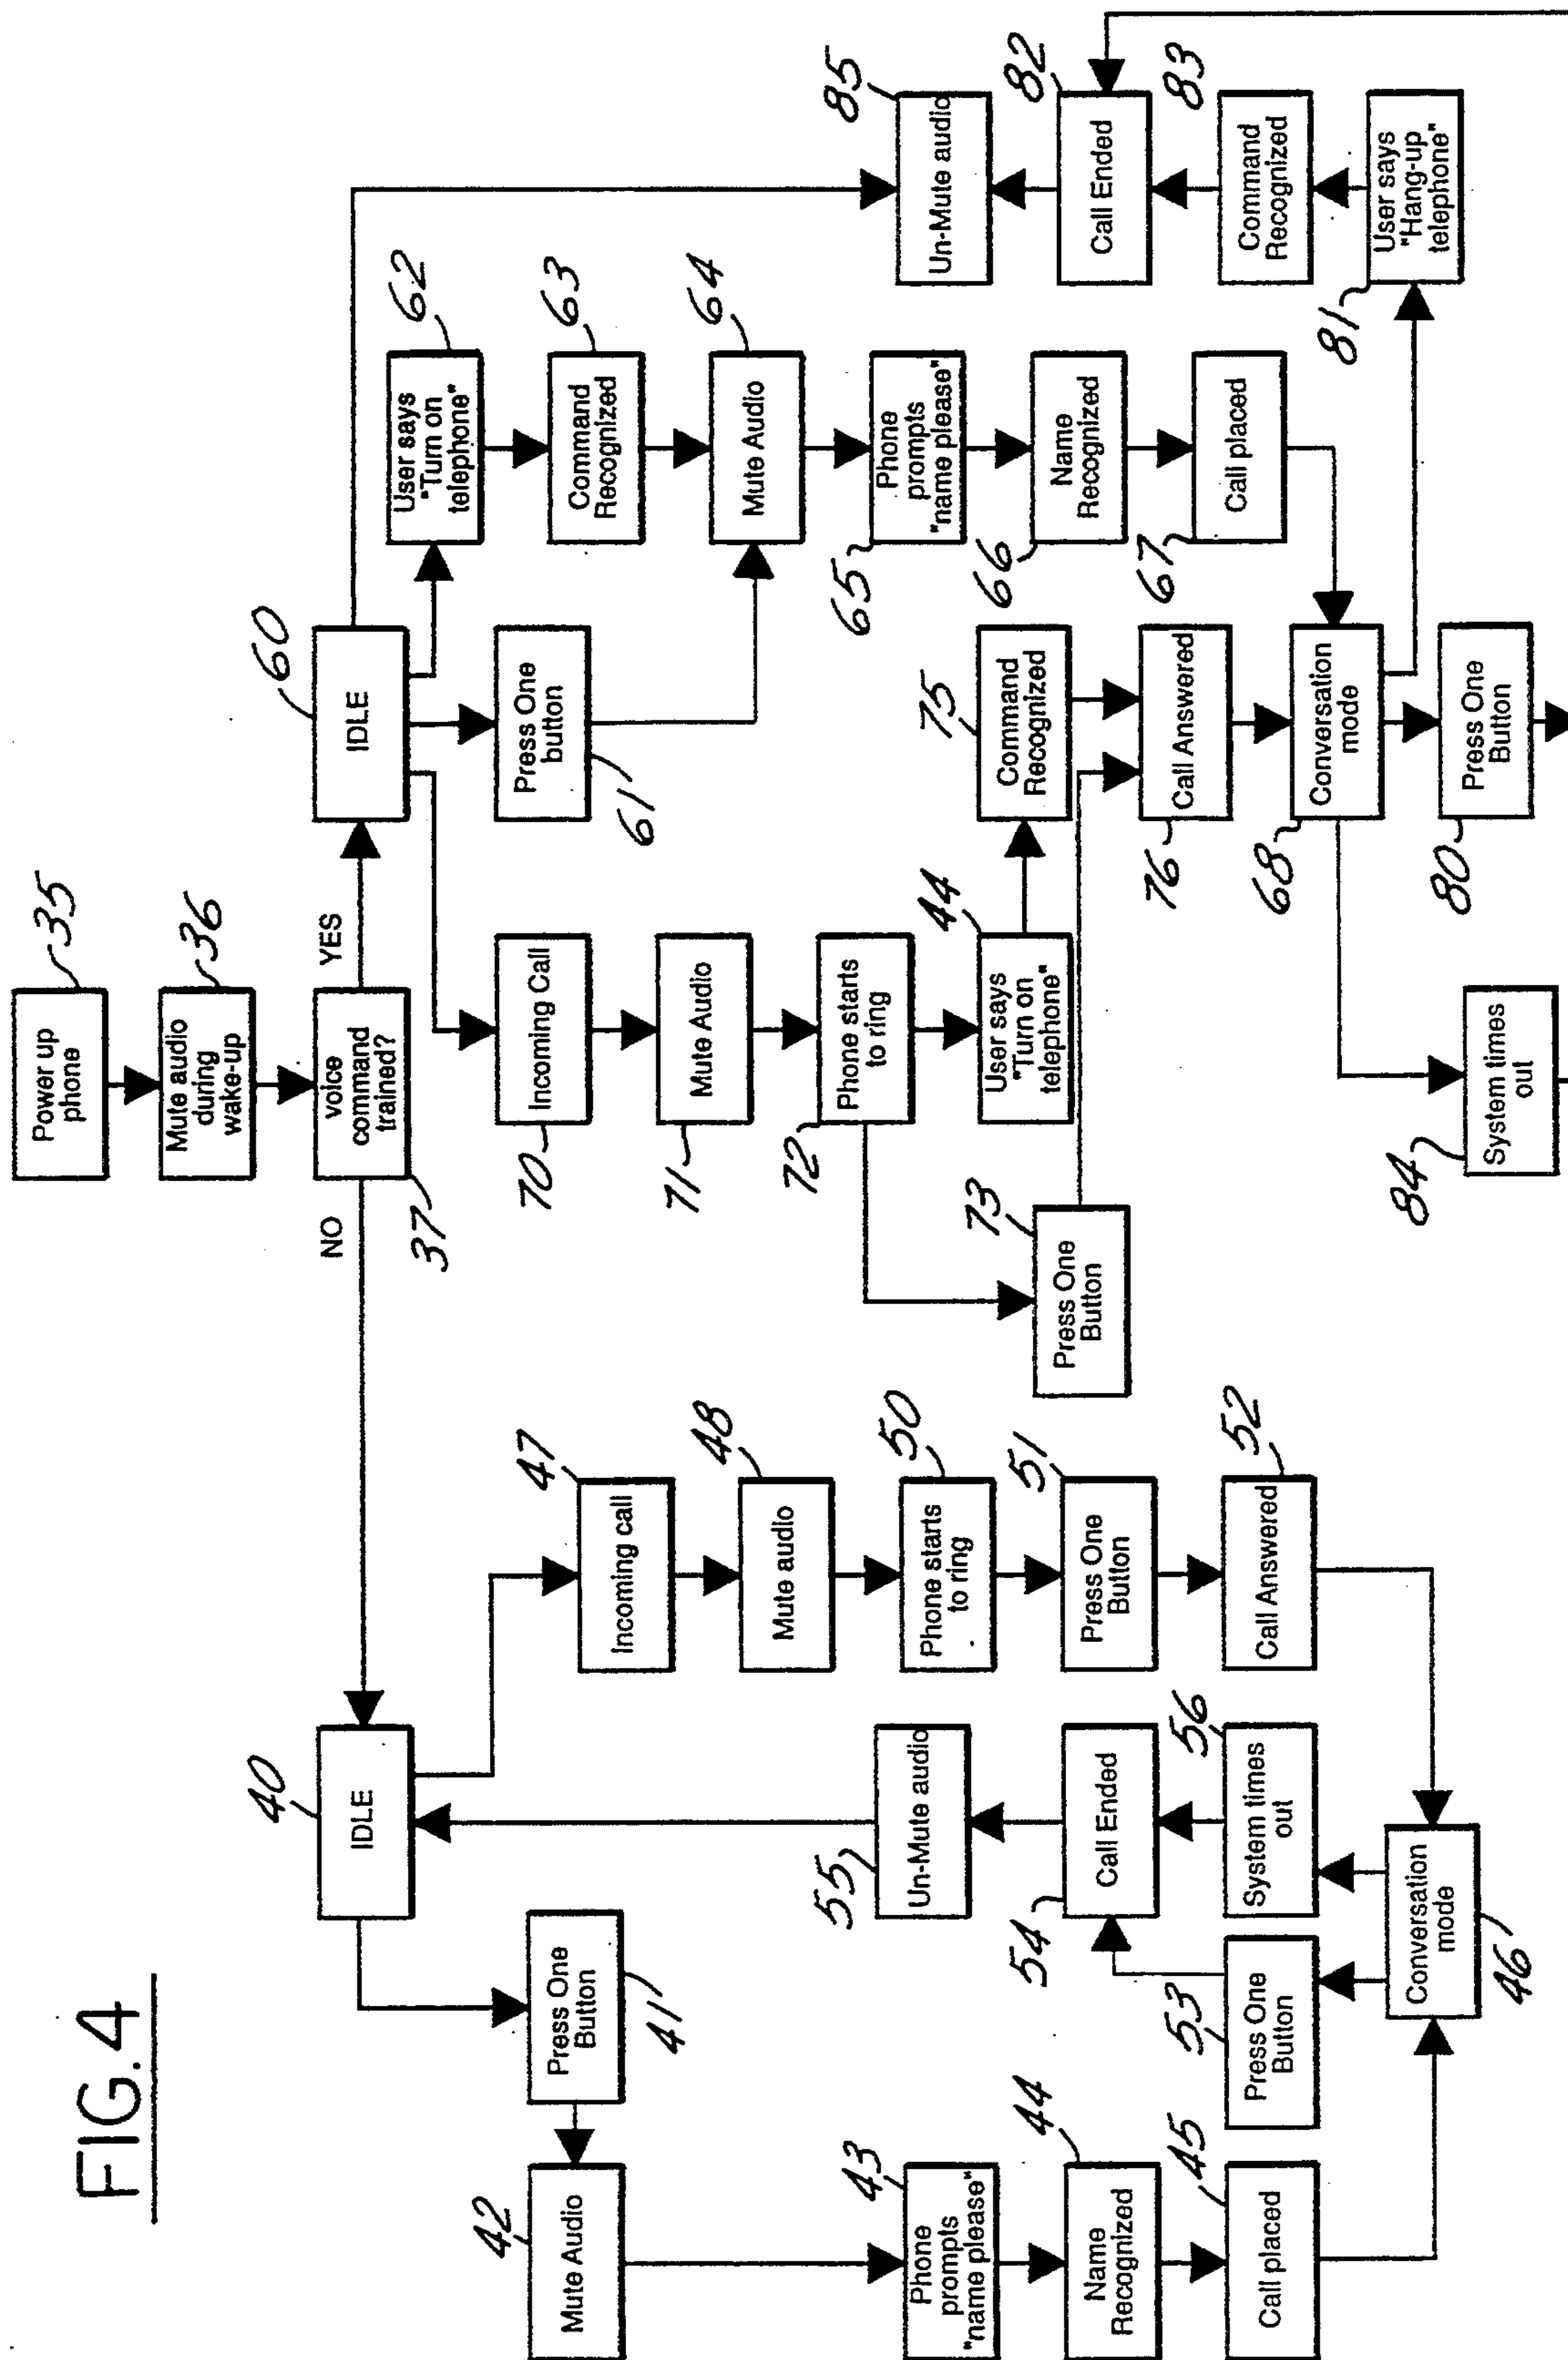 FIG.4
Power up
phone
35
Mute audio
during
wake-up
36
voice
command
trained?
37
NO
YES
40
IDLE
Press One
Button
41
42
Mute Audio
43
Phone
prompts
"name please"
44
Name
Recognized
45
Call placed
47
Incoming call
48
Mute audio
50
Phone starts
to ring
51
Press One
Button
52
Call Answered
55
Un-Mute audio
54
Call Ended
53
Press One
Button
56
System times
out
Conversation
mode
46
60
IDLE
Incoming Call
70
Mute Audio
71
Phone starts
to ring
72
73
Press One
Button
44
User says
"Turn on
telephone"
75
Command
Recognized
Call Answered
76
Press One
button
61
User says
"Turn on
telephone"
62
Command
Recognized
63
Mute Audio
64
Phone
prompts
"name please"
65
Name
Recognized
66
Call placed
67
Conversation
mode
68
System times
out
84
Press One
Button
80
User says
"Hang-up
telephone"
81
Command
Recognized
83
Call Ended
82
Un-Mute audio
85